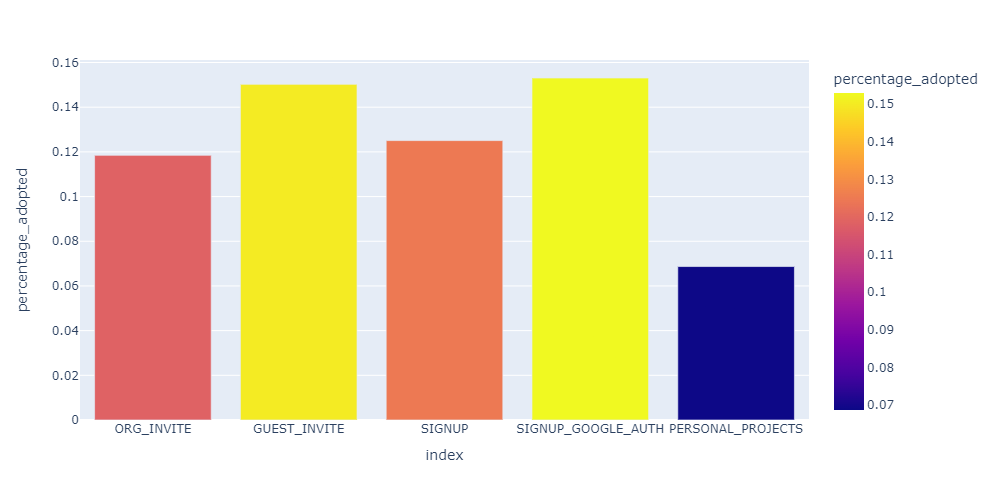 percentage_adopted
0.16
0.14
0.12
0.1
0.08
0.06
0.04
0.02
0
percentage_adopted
ORG_INVITE
GUEST_INVITE
SIGNUP
SIGNUP_GOOGLE_AUTH
PERSONAL_PROJECTS
index
0.15
0.14
0.13
0.12
0.11
0.1
0.09
0.08
0.07